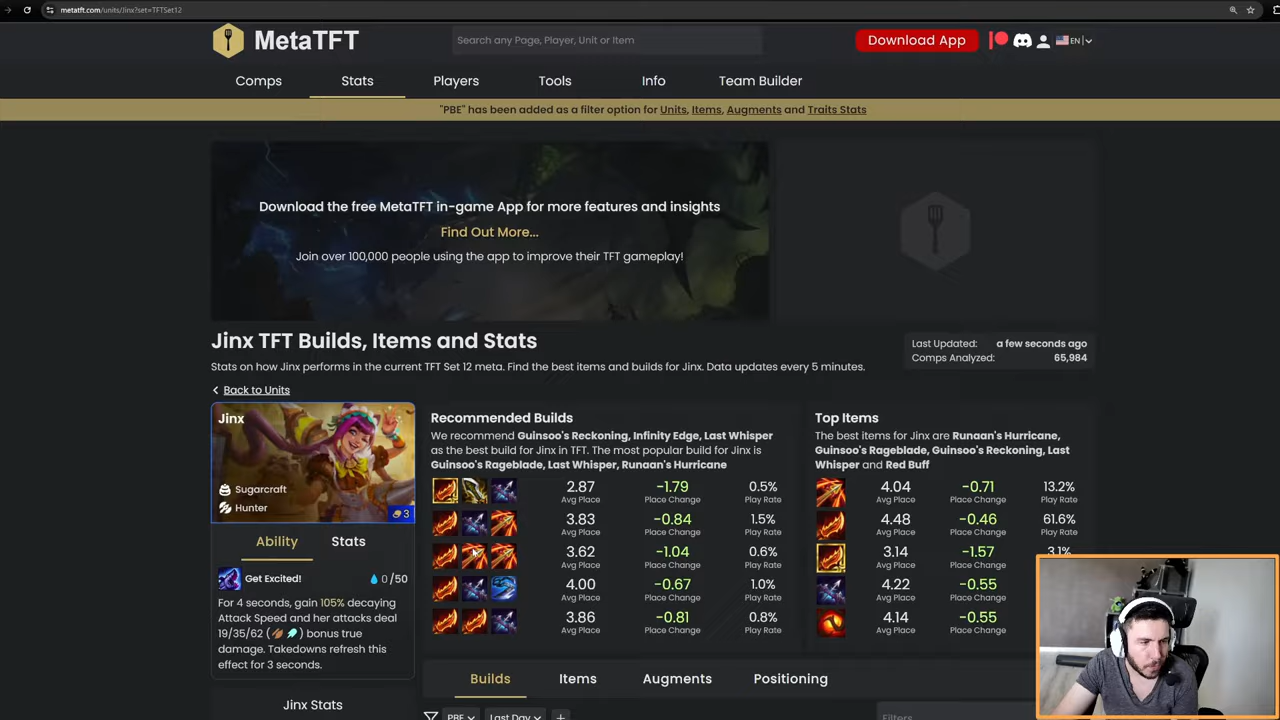 metatft.com/units/Jinx?set=TFTSet12
MetaTFT
Search any Page, Player, Unit or Item
Download App
EN
Comps
Stats
Players
Tools
Info
Team Builder
"PBE" has been added as a filter option for Units, Items, Augments and Traits Stats
Download the free MetaTFT in-game App for more features and insights
Find Out More...
Join over 100,000 people using the app to improve their TFT gameplay!
Jinx TFT Builds, Items and Stats
Stats on how Jinx performs in the current TFT Set 12 meta. Find the best items and builds for Jinx. Data updates every 5 minutes.
Last Updated: a few seconds ago
Comps Analyzed: 65,984
Back to Units
Jinx
Sugarcraft
Hunter
3
Ability
Stats
Get Excited!
0/50
For 4 seconds, gain 105% decaying
Attack Speed and her attacks deal
19/35/62 ( ) bonus true
damage. Takedowns refresh this
effect for 3 seconds.
Jinx Stats
Recommended Builds
We recommend Guinsoo's Reckoning, Infinity Edge, Last Whisper
as the best build for Jinx in TFT. The most popular build for Jinx is
Guinsoo's Rageblade, Last Whisper, Runaan's Hurricane
2.87 -1.79 0.5%
Avg Place Place Change Play Rate
3.83 -0.84 1.5%
Avg Place Place Change Play Rate
3.62 -1.04 0.6%
Avg Place Place Change Play Rate
4.00 -0.67 1.0%
Avg Place Place Change Play Rate
3.86 -0.81 0.8%
Avg Place Place Change Play Rate
Top Items
The best items for Jinx are Runaan's Hurricane,
Guinsoo's Rageblade, Guinsoo's Reckoning, Last
Whisper and Red Buff
4.04 -0.71 13.2%
Avg Place Place Change Play Rate
4.48 -0.46 61.6%
Avg Place Place Change Play Rate
3.14 -1.57 3.1%
Avg Place Place Change
4.22 -0.55
Avg Place Place Change
4.14 -0.55
Avg Place Place Change
Builds
Items
Augments
Positioning
PBE
Last Day
Filters